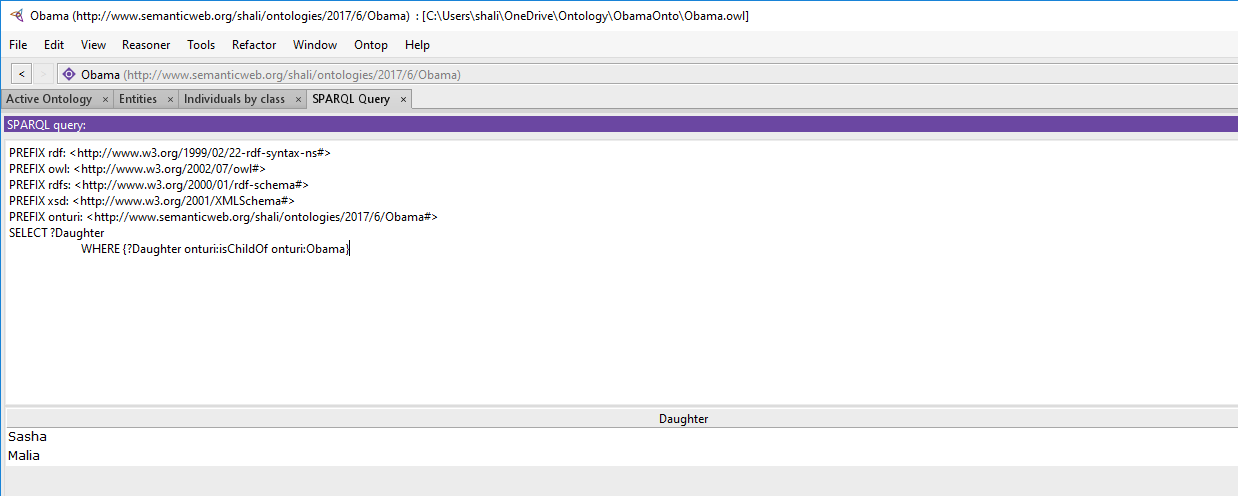 Obama (http://www.semanticweb.org/shali/ontologies/2017/6/Obama) : [C:\Users\shali\OneDrive\Ontology\ObamaOnto\Obama.owl]
File Edit View Reasoner Tools Refactor Window Ontop Help
< > Obama (http://www.semanticweb.org/shali/ontologies/2017/6/Obama)
Active Ontology × Entities × Individuals by class × SPARQL Query ×
SPARQL query:
PREFIX rdf: <http://www.w3.org/1999/02/22-rdf-syntax-ns#>
PREFIX owl: <http://www.w3.org/2002/07/owl#>
PREFIX rdfs: <http://www.w3.org/2000/01/rdf-schema#>
PREFIX xsd: <http://www.w3.org/2001/XMLSchema#>
PREFIX onturi: <http://www.semanticweb.org/shali/ontologies/2017/6/Obama#>
SELECT ?Daughter
WHERE {?Daughter onturi:isChildOf onturi:Obama}
Daughter
Sasha
Malia